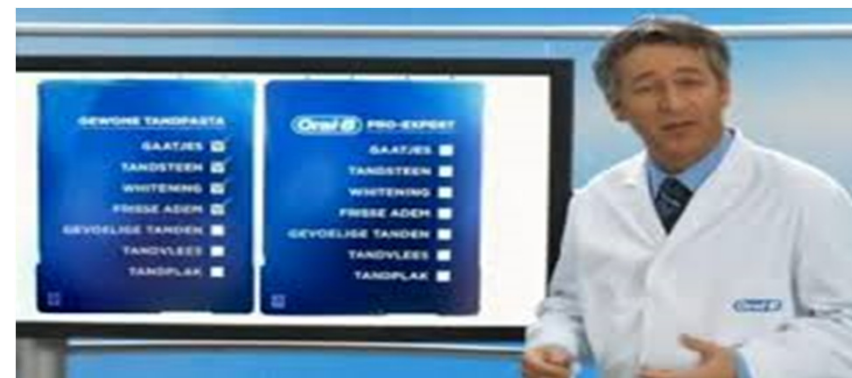 GEWONE TANDPASTA
GAATJES
TANDSTEEN
WHITENING
FRISSE ADEM
GEVOELIGE TANDEN
TANDVLEES
TANDPLAK
Oral-B PRO-EXPERT
GAATJES
TANDSTEEN
WHITENING
FRISSE ADEM
GEVOELIGE TANDEN
TANDVLEES
TANDPLAK
Oral-B